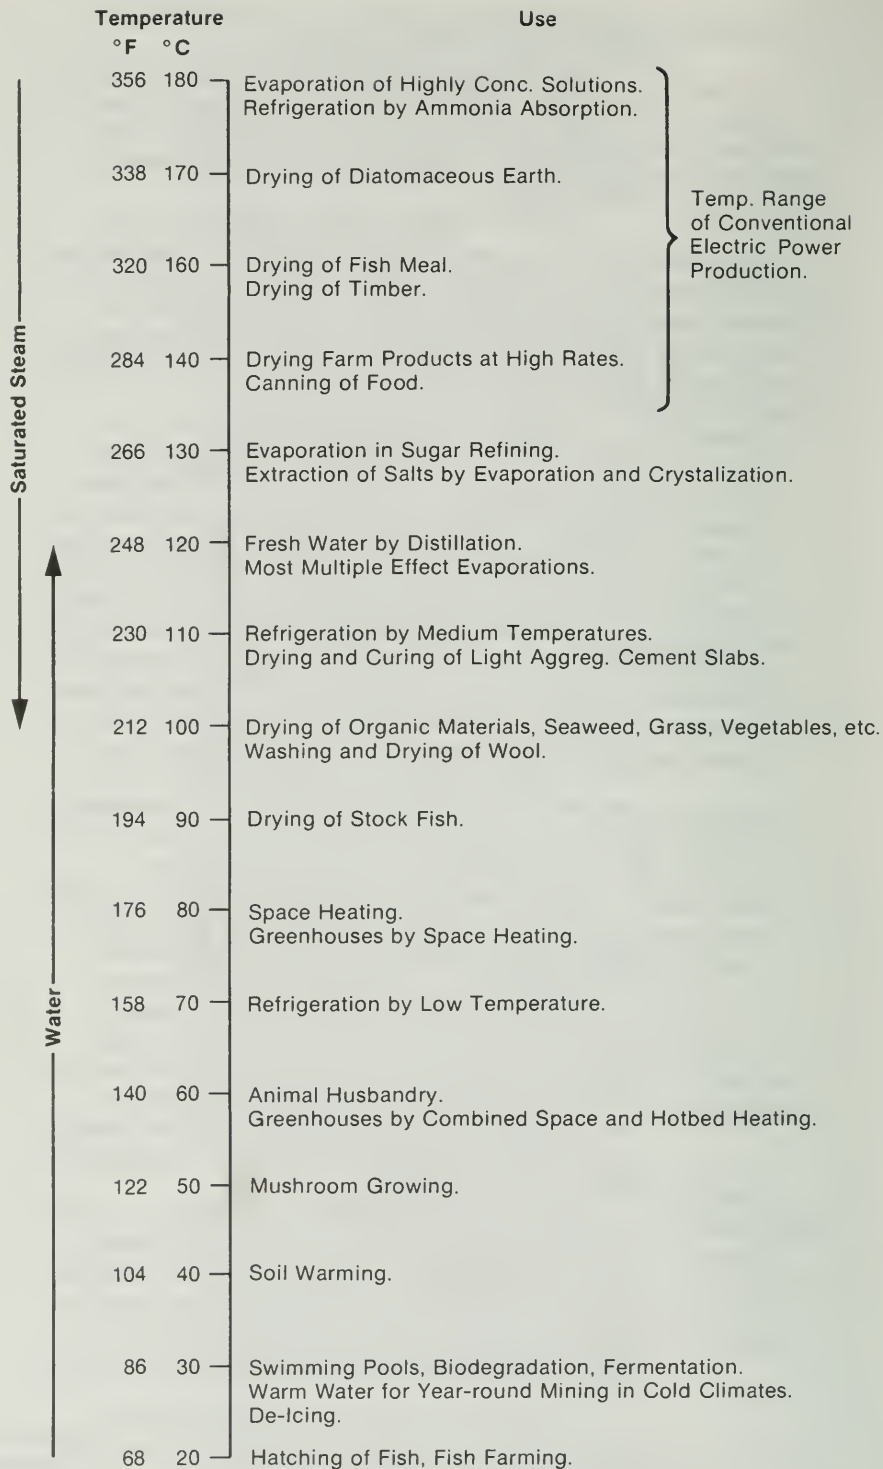 Temperature Use
°F °C
356 180 Evaporation of Highly Conc. Solutions.
Refrigeration by Ammonia Absorption.
338 170 Drying of Diatomaceous Earth.
Temp. Range
of Conventional
Electric Power
Production.
320 160 Drying of Fish Meal.
Drying of Timber.
284 140 Drying Farm Products at High Rates.
Canning of Food.
Saturated Steam
266 130 Evaporation in Sugar Refining.
Extraction of Salts by Evaporation and Crystalization.
248 120 Fresh Water by Distillation.
Most Multiple Effect Evaporations.
230 110 Refrigeration by Medium Temperatures.
Drying and Curing of Light Aggreg. Cement Slabs.
212 100 Drying of Organic Materials, Seaweed, Grass, Vegetables, etc.
Washing and Drying of Wool.
194 90 Drying of Stock Fish.
176 80 Space Heating.
Greenhouses by Space Heating.
Water
158 70 Refrigeration by Low Temperature.
140 60 Animal Husbandry.
Greenhouses by Combined Space and Hotbed Heating.
122 50 Mushroom Growing.
104 40 Soil Warming.
86 30 Swimming Pools, Biodegradation, Fermentation.
Warm Water for Year-round Mining in Cold Climates.
De-Icing.
68 20 Hatching of Fish, Fish Farming.